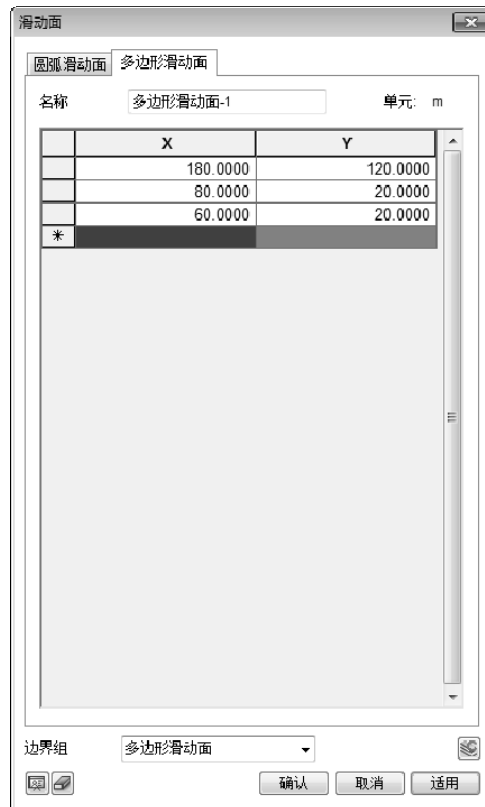 滑动面
圆弧滑动面 多边形滑动面
名称 多边形滑动面-1 单元: m
X Y
180.0000 120.0000
80.0000 20.0000
60.0000 20.0000
*
边界组 多边形滑动面
确认 取消 适用